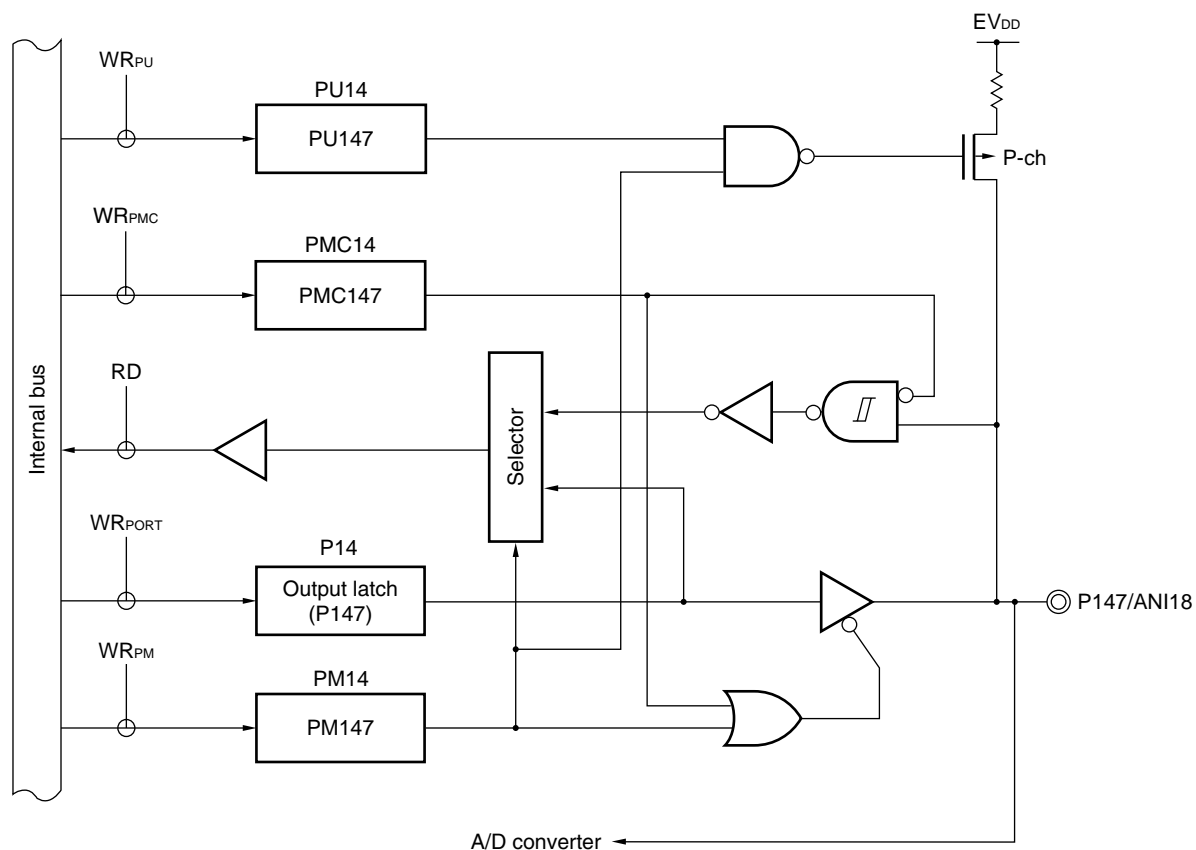 EVDD
WRPU
PU14
PU147
P-ch
WRPMC
PMC14
PMC147
RD
Internal bus
Selector
WRPORT
P14
Output latch
(P147)
P147/ANI18
WRPM
PM14
PM147
A/D converter